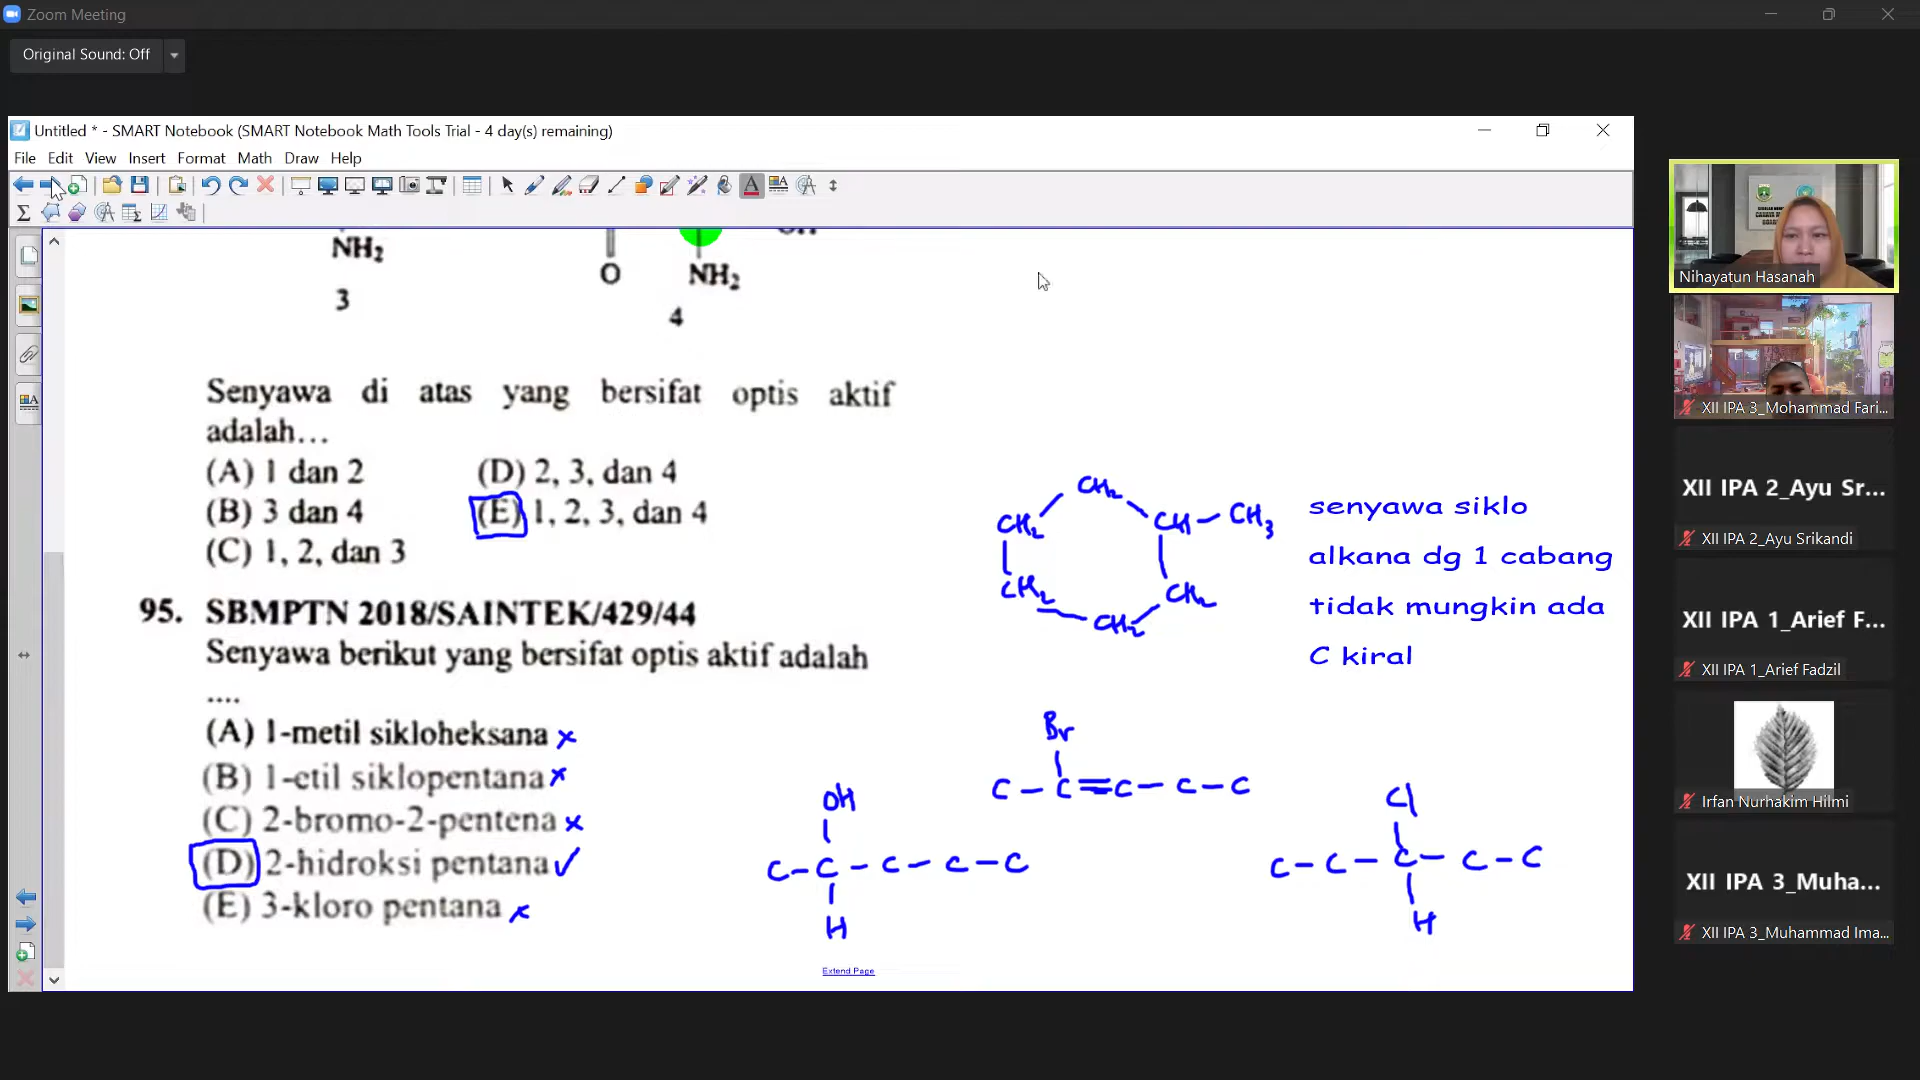 Zoom Meeting
Original Sound: Off
Untitled * - SMART Notebook (SMART Notebook Math Tools Trial - 4 day(s) remaining)
File Edit View Insert Format Math Draw Help
NH2
3
O
NH2
4
Senyawa di atas yang bersifat optis aktif
adalah...
(A) 1 dan 2 (D) 2, 3, dan 4
(B) 3 dan 4 (E) 1, 2, 3, dan 4
(C) 1, 2, dan 3
95. SBMPTN 2018/SAINTEK/429/44
Senyawa berikut yang bersifat optis aktif adalah
....
(A) 1-metil sikloheksana x
(B) 1-etil siklopentana x
(C) 2-bromo-2-pentena x
(D) 2-hidroksi pentana ✓
(E) 3-kloro pentana x
CH2
CH2 CH - CH3
CH2 CH2
CH2
senyawa siklo
alkana dg 1 cabang
tidak mungkin ada
C kiral
Br
C - C = C - C - C
OH
C - C - C - C - C
H
Cl
C - C - C - C - C
H
Extend Page
Nihayatun Hasanah
XII IPA 3_Mohammad Fari...
XII IPA 2_Ayu Sr...
XII IPA 2_Ayu Srikandi
XII IPA 1_Arief F...
XII IPA 1_Arief Fadzil
Irfan Nurhakim Hilmi
XII IPA 3_Muha...
XII IPA 3_Muhammad Ima...